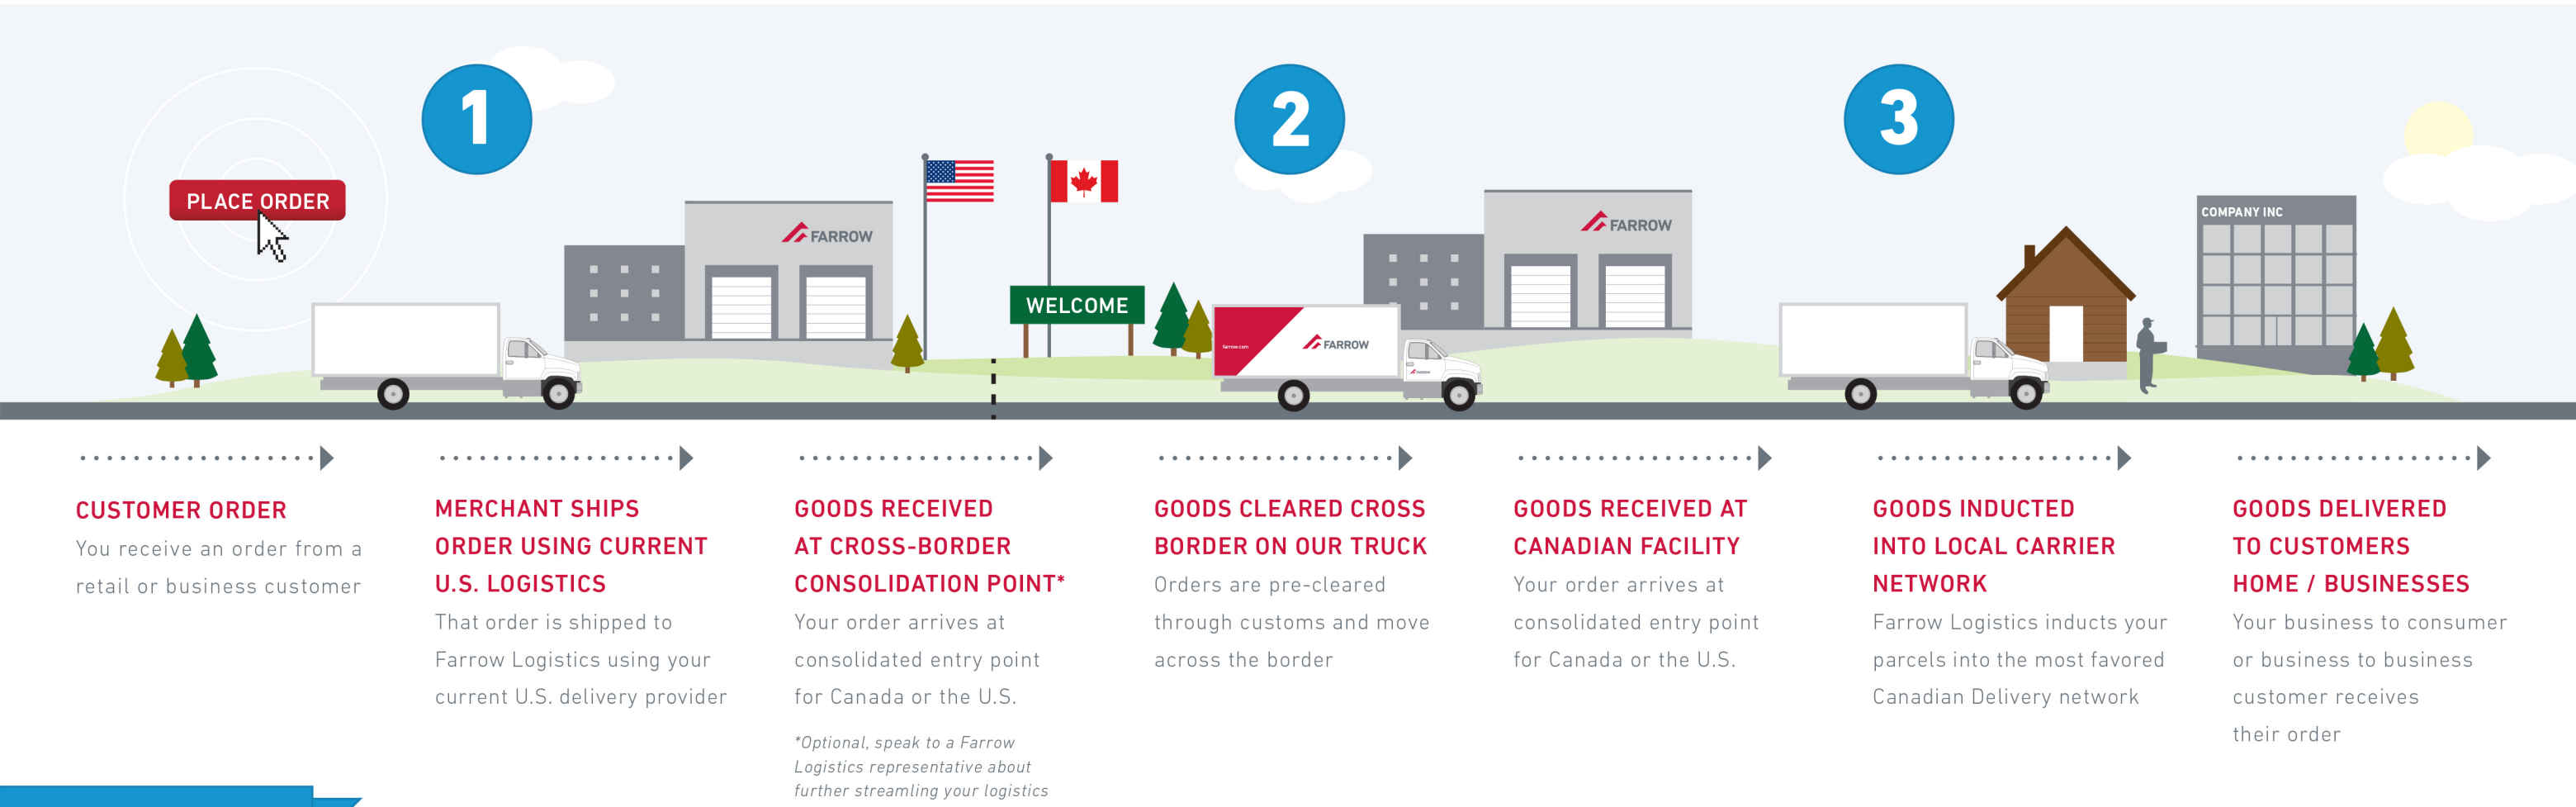 1
2
3
PLACE ORDER
FARROW
WELCOME
farrow.com
FARROW
FARROW
FARROW
COMPANY INC
CUSTOMER ORDER
You receive an order from a
retail or business customer
MERCHANT SHIPS
ORDER USING CURRENT
U.S. LOGISTICS
That order is shipped to
Farrow Logistics using your
current U.S. delivery provider
GOODS RECEIVED
AT CROSS-BORDER
CONSOLIDATION POINT*
Your order arrives at
consolidated entry point
for Canada or the U.S.
*Optional, speak to a Farrow
Logistics representative about
further streamling your logistics
GOODS CLEARED CROSS
BORDER ON OUR TRUCK
Orders are pre-cleared
through customs and move
across the border
GOODS RECEIVED AT
CANADIAN FACILITY
Your order arrives at
consolidated entry point
for Canada or the U.S.
GOODS INDUCTED
INTO LOCAL CARRIER
NETWORK
Farrow Logistics inducts your
parcels into the most favored
Canadian Delivery network
GOODS DELIVERED
TO CUSTOMERS
HOME / BUSINESSES
Your business to consumer
or business to business
customer receives
their order